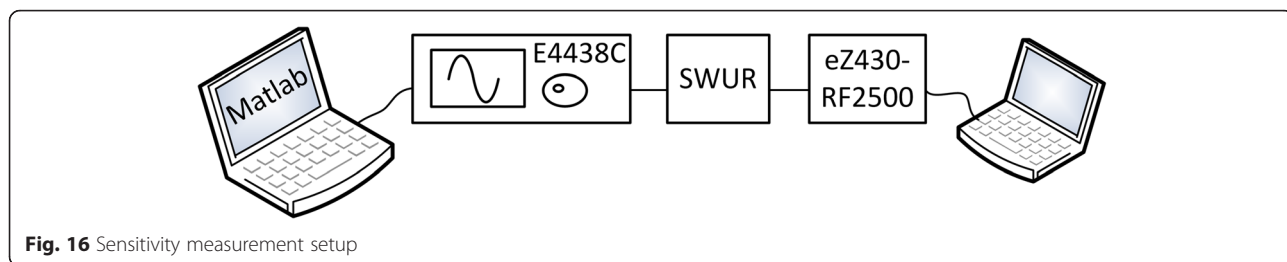 Matlab
E4438C
SWUR
eZ430-
RF2500
Fig. 16 Sensitivity measurement setup